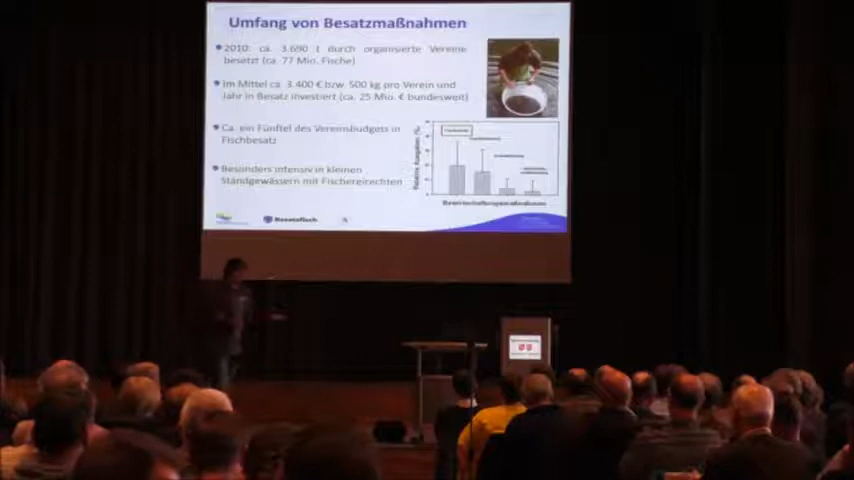 Umfang von Besatzmaßnahmen
2010: ca. 3.690 t durch organisierte Vereine
besetzt (ca. 77 Mio. Fische)
Im Mittel ca. 3.400 € bzw. 500 kg pro Verein und
Jahr in Besatz investiert (ca. 25 Mio. € bundesweit)
Ca. ein Fünftel des Vereinsbudgets in
Fischbesatz
Besonders intensiv in kleinen
Standgewässern mit Fischereirechten
Bewirtschaftungsmaßnahmen
Besatzfisch